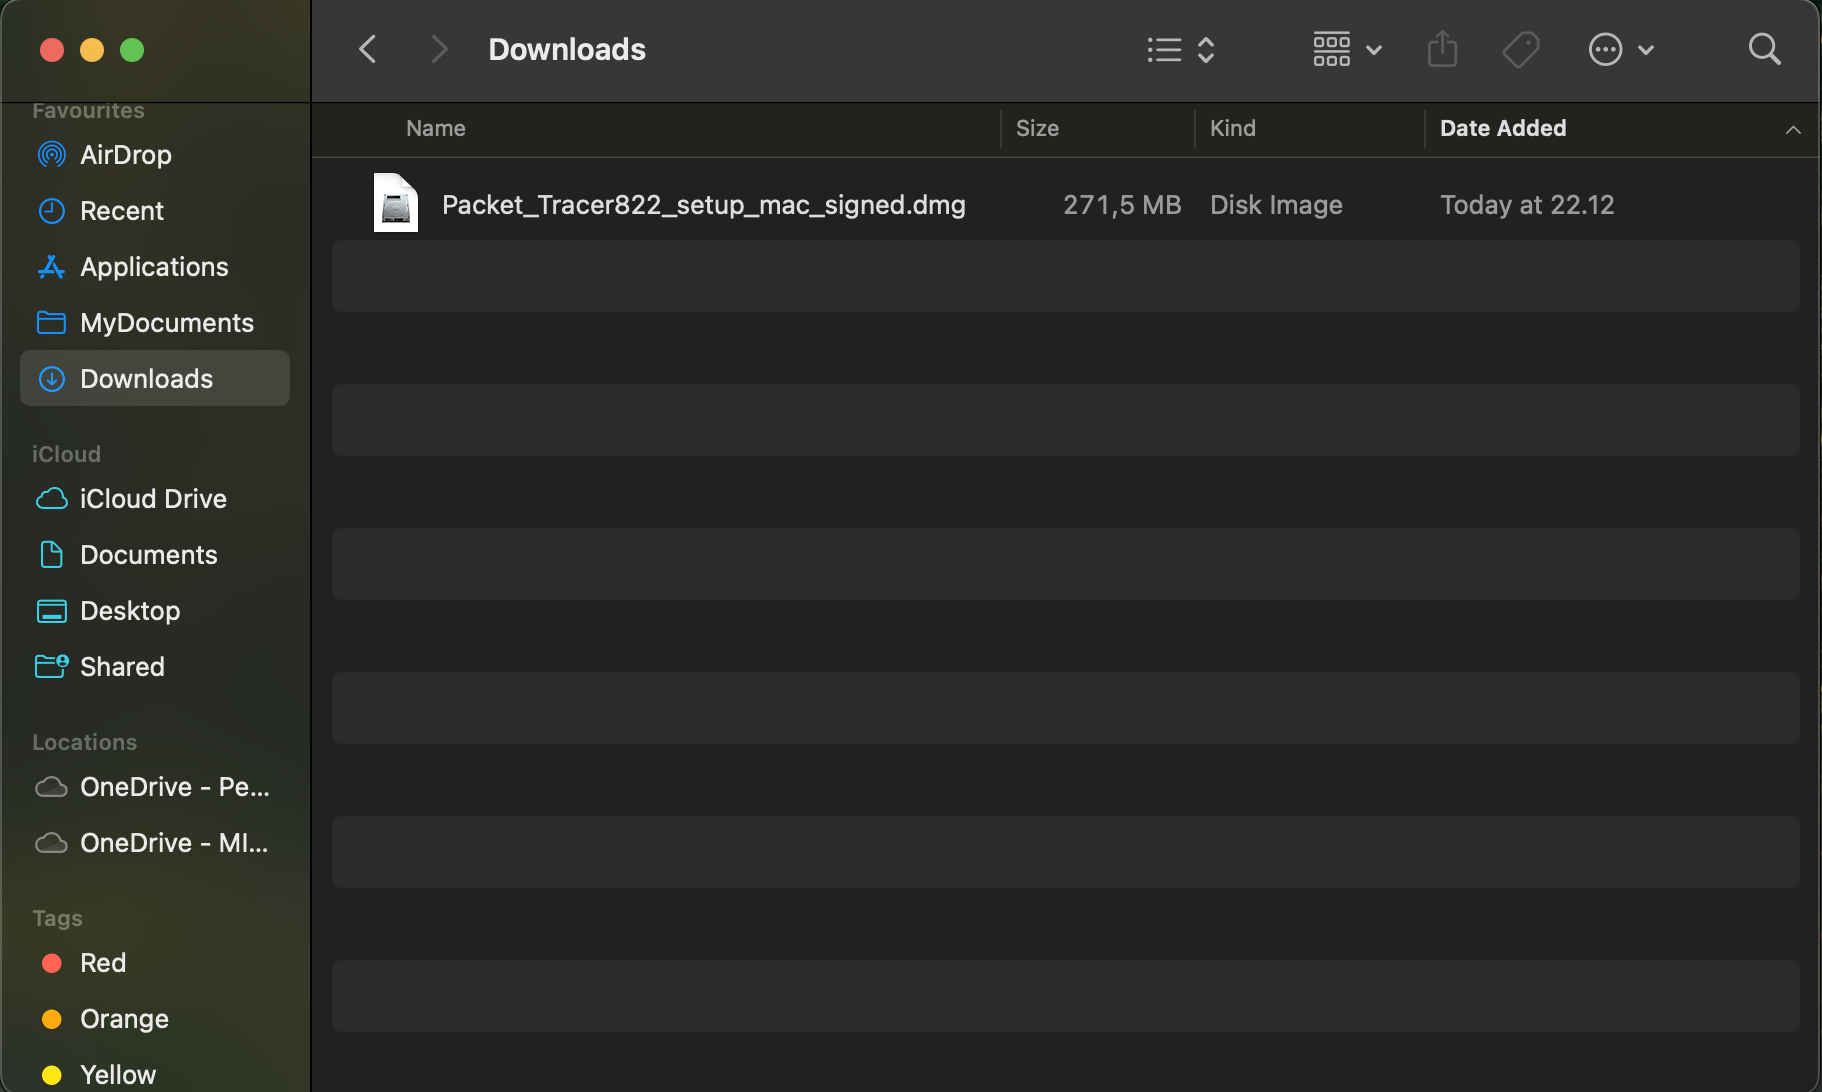 Downloads
Favourites
AirDrop
Recent
Applications
MyDocuments
Downloads
iCloud
iCloud Drive
Documents
Desktop
Shared
Locations
OneDrive - Pe...
OneDrive - MI...
Tags
Red
Orange
Yellow
Name Size Kind Date Added
Packet_Tracer822_setup_mac_signed.dmg 271,5 MB Disk Image Today at 22.12